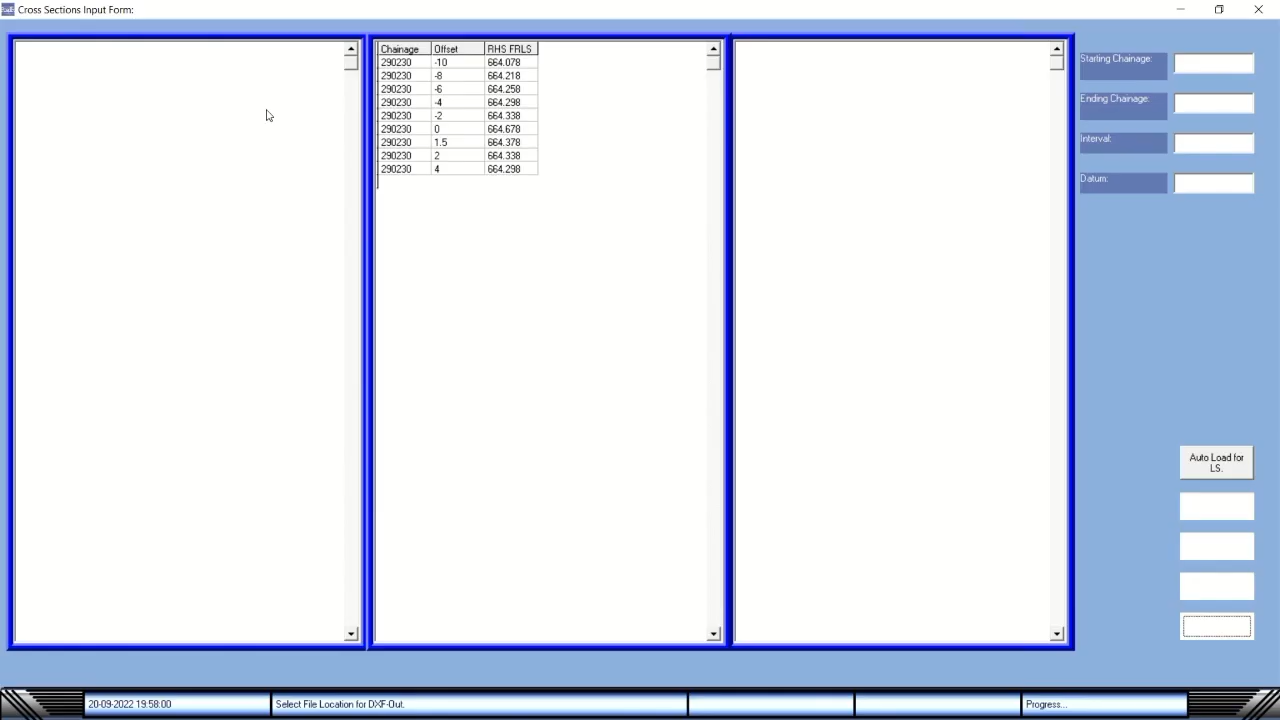 Cross Sections Input Form:
Chainage Offset RHS FRLS
290230 -10 664.078
290230 -8 664.218
290230 -6 664.258
290230 -4 664.298
290230 -2 664.338
290230 0 664.678
290230 1.5 664.378
290230 2 664.338
290230 4 664.298
Starting Chainage:
Ending Chainage:
Interval:
Datum:
Auto Load for
LS.
20-09-2022 19:58:00
Select File Location for DXF-Out.
Progress...